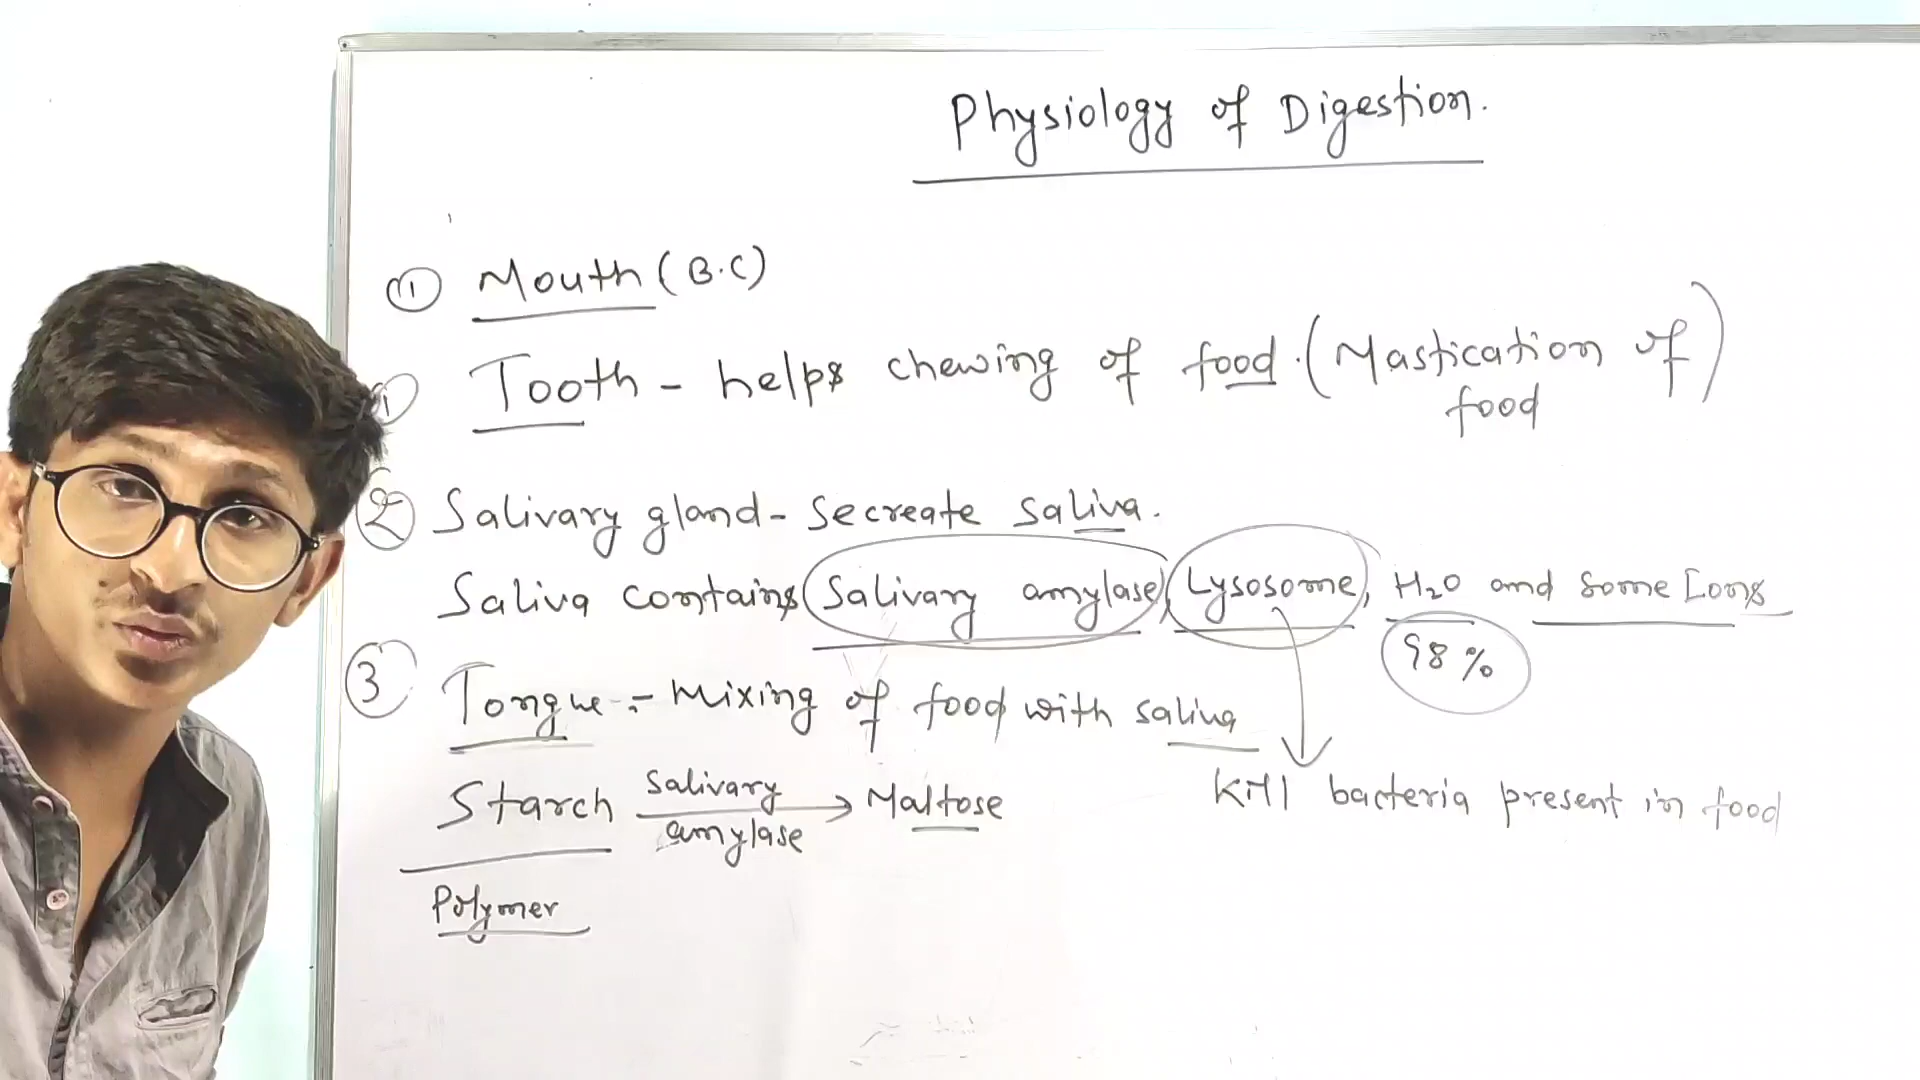 Physiology of Digestion.
① Mouth (B.C)
① Tooth - helps chewing of food. (Mastication of food)
② Salivary gland - Secreate saliva.
Saliva contains Salivary amylase, Lysosome, H₂O and some Ions
98%
③ Tongue :- Mixing of food with saliva
Starch salivary amylase → Maltose
Kill bacteria present in food
Polymer